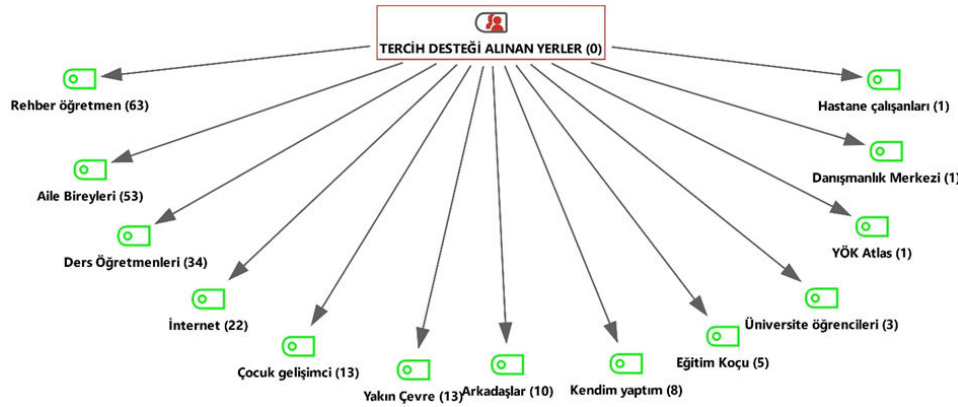 TERCİH DESTEĞİ ALINAN YERLER (0)
Rehber öğretmen (63)
Hastane çalışanları (1)
Aile Bireyleri (53)
Danışmanlık Merkezi (1)
Ders Öğretmenleri (34)
YÖK Atlas (1)
İnternet (22)
Üniversite öğrencileri (3)
Çocuk gelişimci (13)
Yakın Çevre (13)
Arkadaşlar (10)
Kendim yaptım (8)
Eğitim Koçu (5)